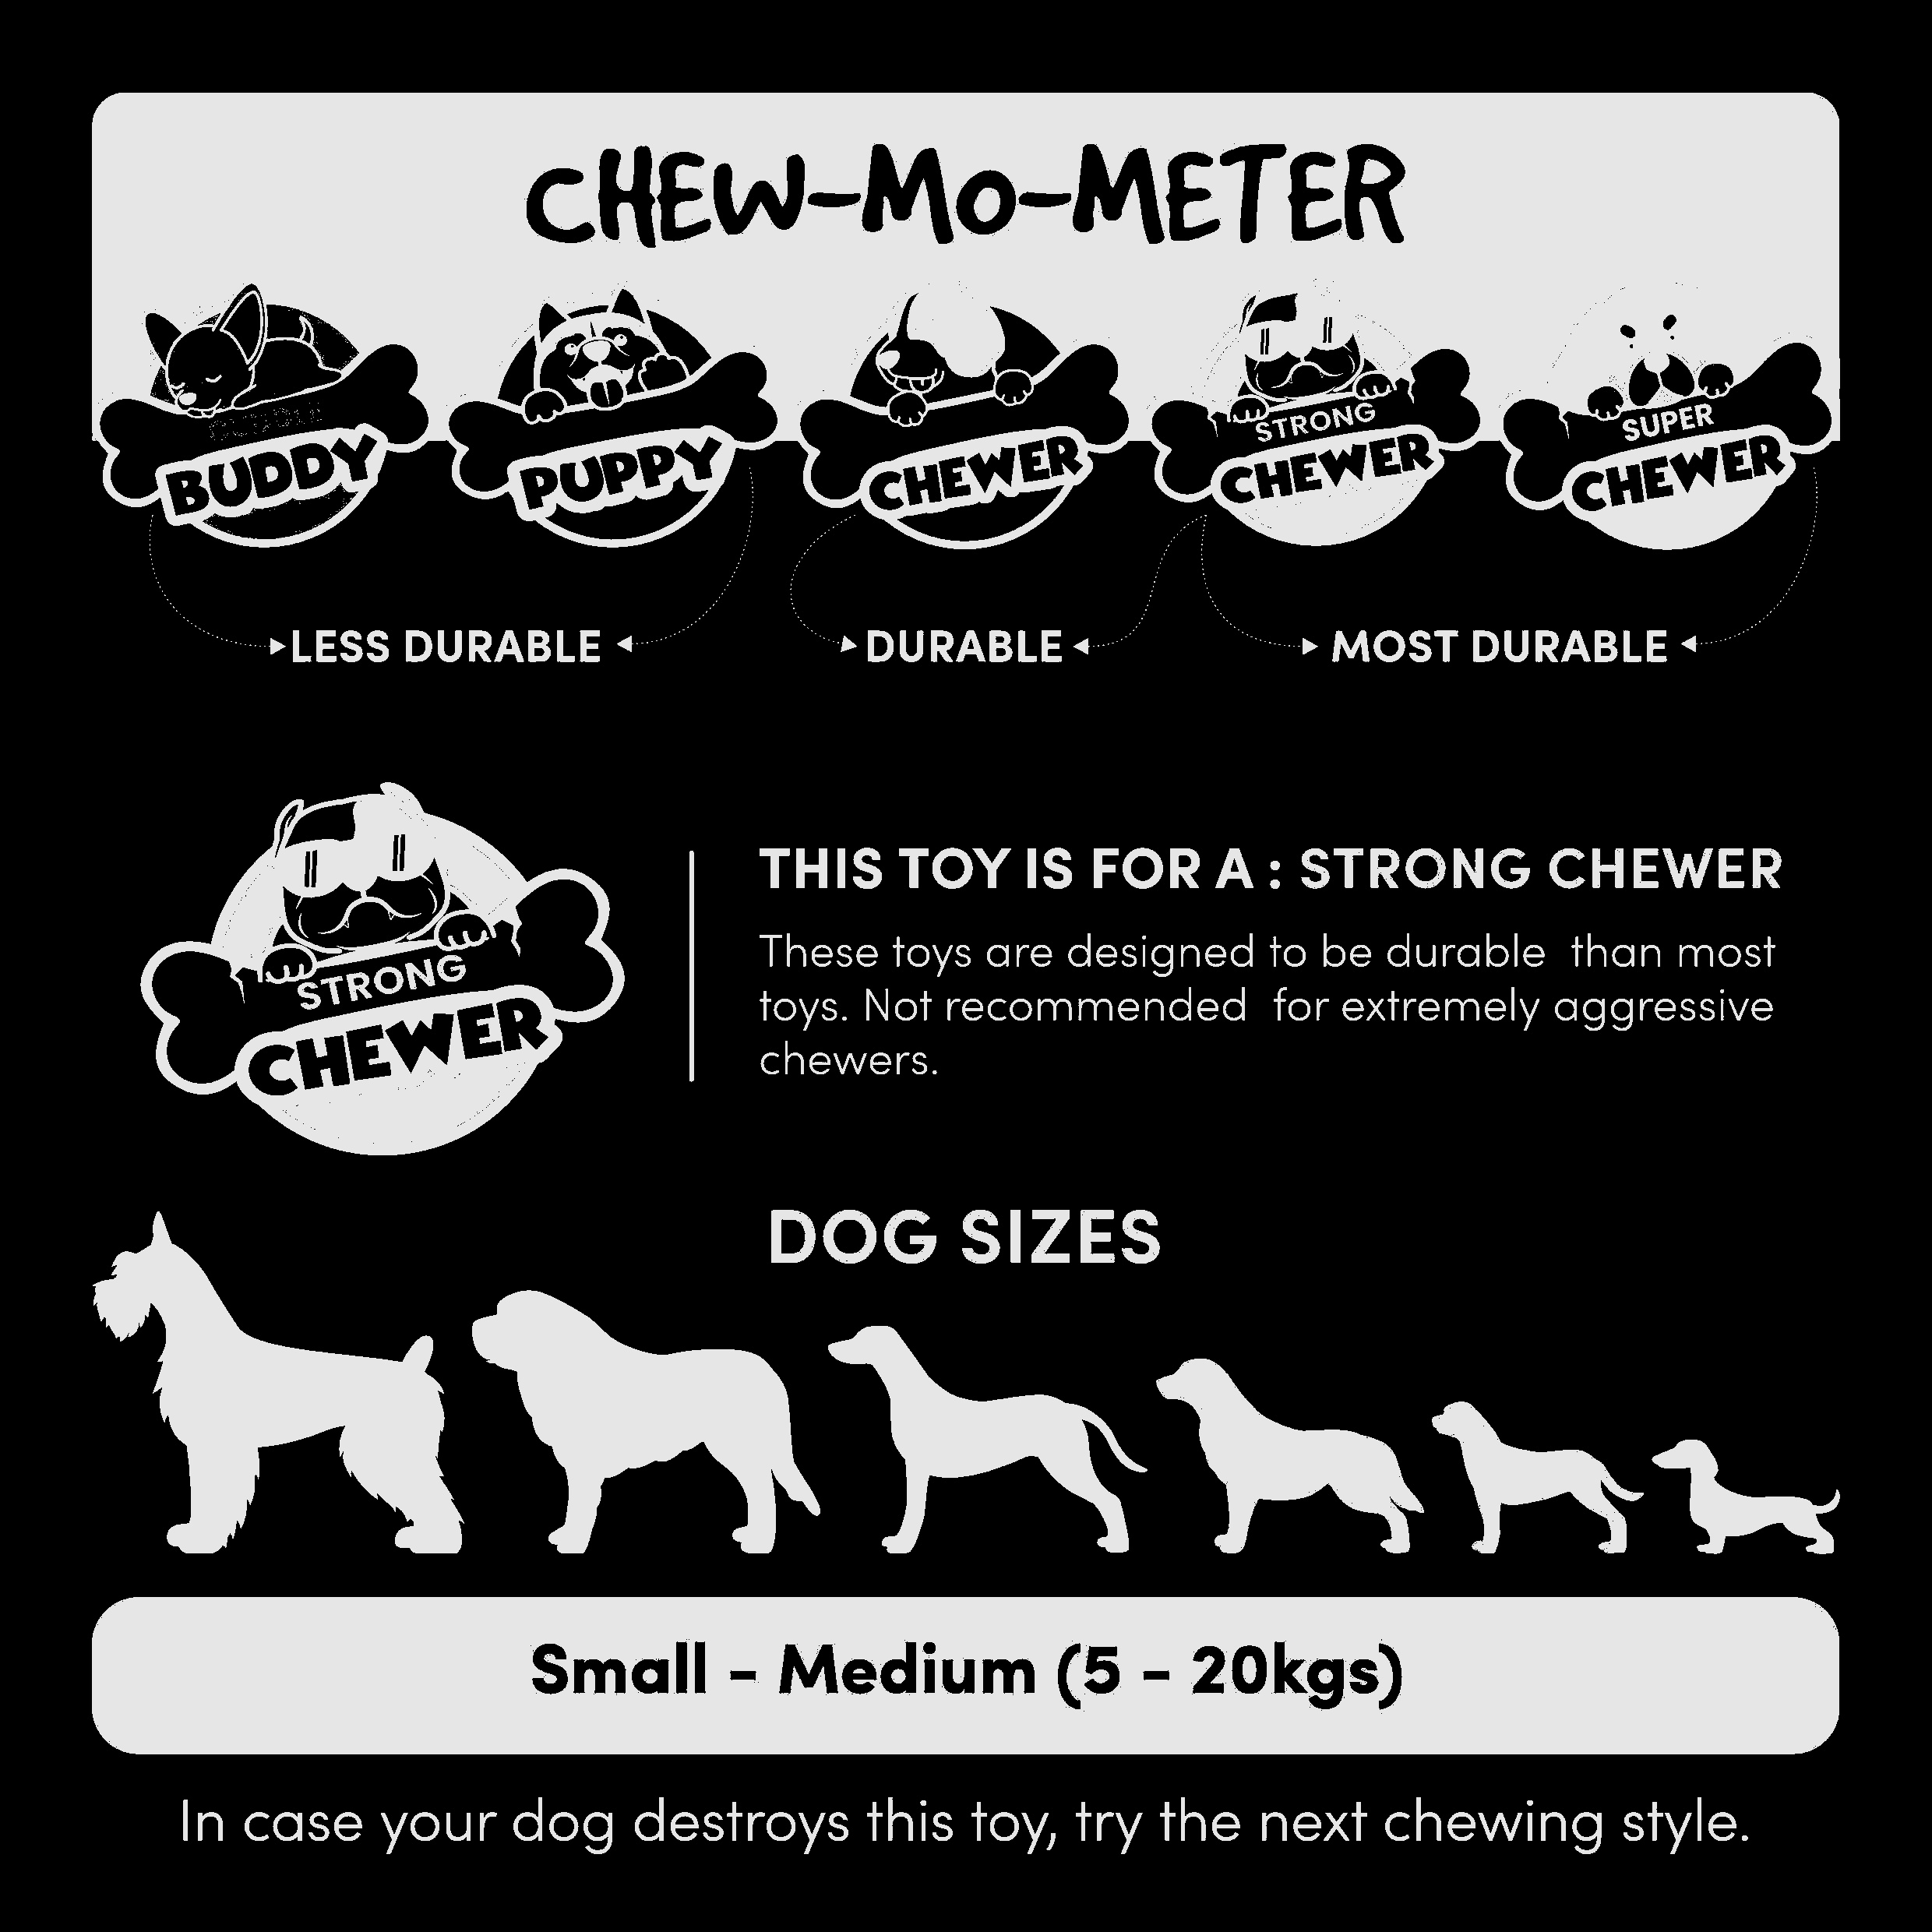 CHEW-MO-METER
BUDDY
PUPPY
CHEWER
STRONG
CHEWER
SUPER
CHEWER
LESS DURABLE
DURABLE
MOST DURABLE
STRONG
CHEWER
THIS TOY IS FOR A : STRONG CHEWER
These toys are designed to be durable than most
toys. Not recommended for extremely aggressive
chewers.
DOG SIZES
Small - Medium (5 - 20kgs)
In case your dog destroys this toy, try the next chewing style.